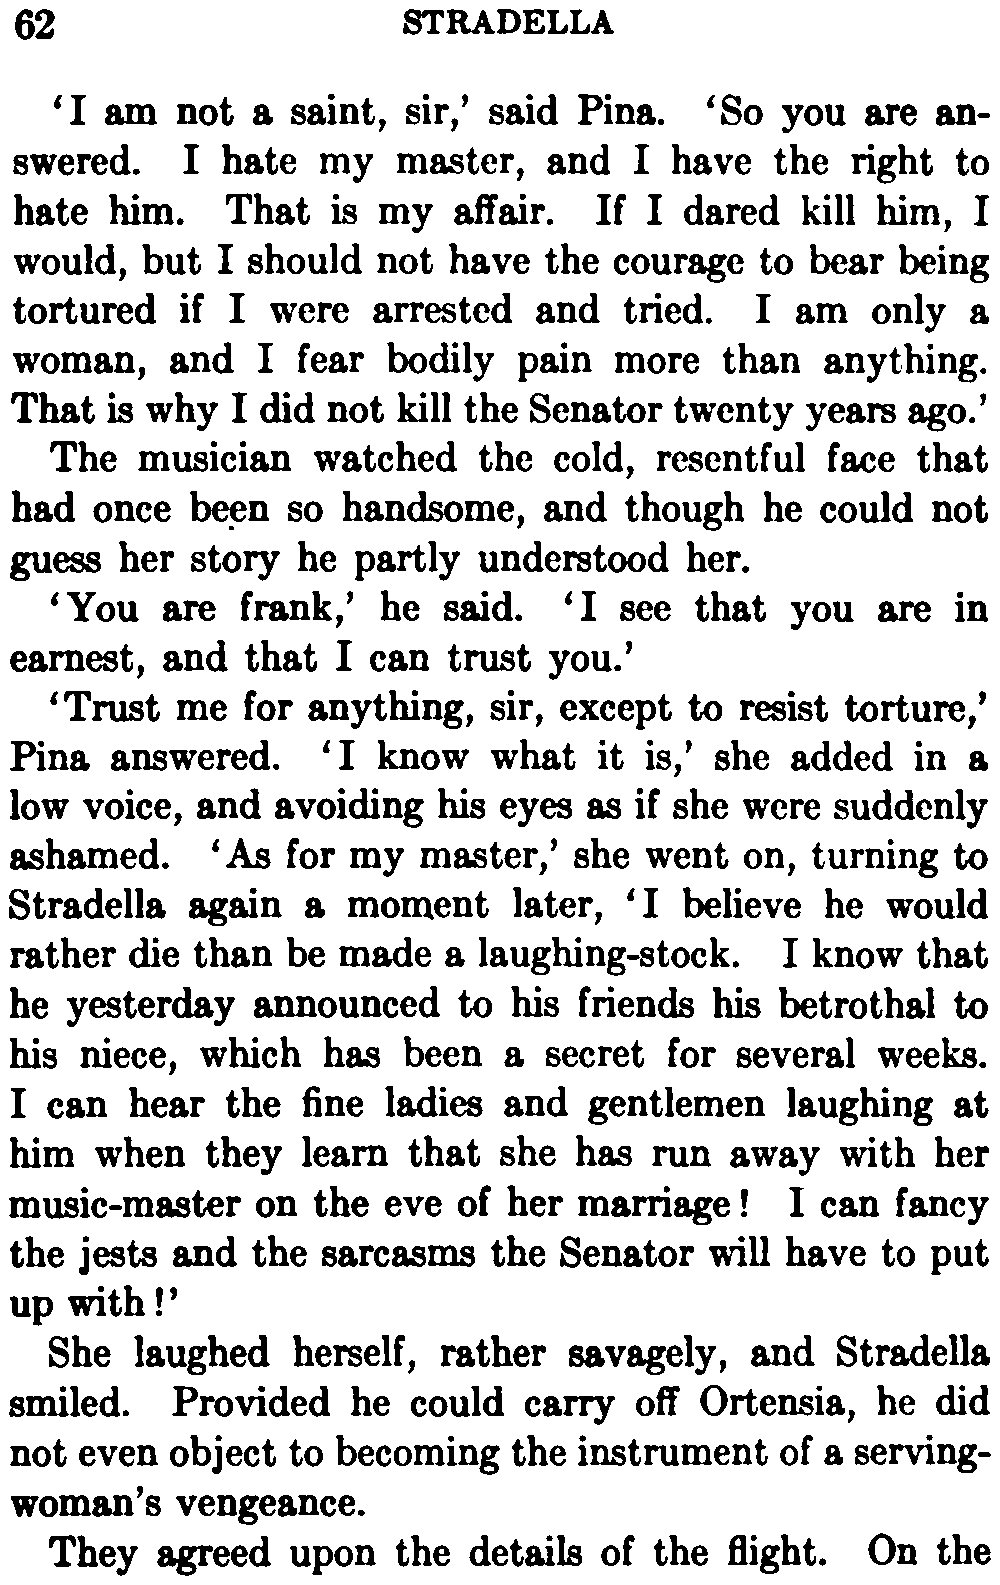 62 STRADELLA
‘I am not a saint, sir,’ said Pina. ‘So you are an-
swered. I hate my master, and I have the right to
hate him. That is my affair. If I dared kill him, I
would, but I should not have the courage to bear being
tortured if I were arrested and tried. I am only a
woman, and I fear bodily pain more than anything.
That is why I did not kill the Senator twenty years ago.’
The musician watched the cold, resentful face that
had once been so handsome, and though he could not
guess her story he partly understood her.
‘You are frank,’ he said. ‘I see that you are in
earnest, and that I can trust you.’
‘Trust me for anything, sir, except to resist torture,’
Pina answered. ‘I know what it is,’ she added in a
low voice, and avoiding his eyes as if she were suddenly
ashamed. ‘As for my master,’ she went on, turning to
Stradella again a moment later, ‘I believe he would
rather die than be made a laughing-stock. I know that
he yesterday announced to his friends his betrothal to
his niece, which has been a secret for several weeks.
I can hear the fine ladies and gentlemen laughing at
him when they learn that she has run away with her
music-master on the eve of her marriage! I can fancy
the jests and the sarcasms the Senator will have to put
up with!’
She laughed herself, rather savagely, and Stradella
smiled. Provided he could carry off Ortensia, he did
not even object to becoming the instrument of a serving-
woman's vengeance.
They agreed upon the details of the flight. On the